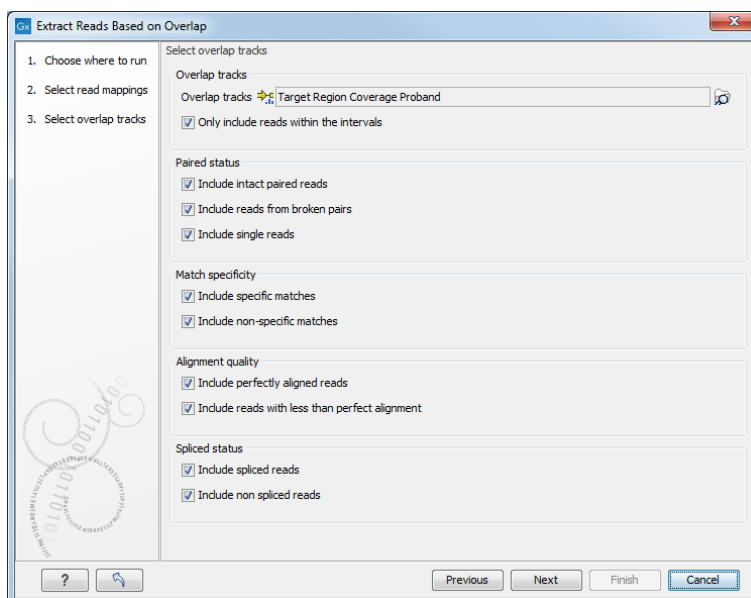 Gx Extract Reads Based on Overlap
1. Choose where to run
2. Select read mappings
3. Select overlap tracks
Select overlap tracks
Overlap tracks
Overlap tracks Target Region Coverage Proband
Only include reads within the intervals
Paired status
Include intact paired reads
Include reads from broken pairs
Include single reads
Match specificity
Include specific matches
Include non-specific matches
Alignment quality
Include perfectly aligned reads
Include reads with less than perfect alignment
Spliced status
Include spliced reads
Include non spliced reads
? Previous Next Finish Cancel